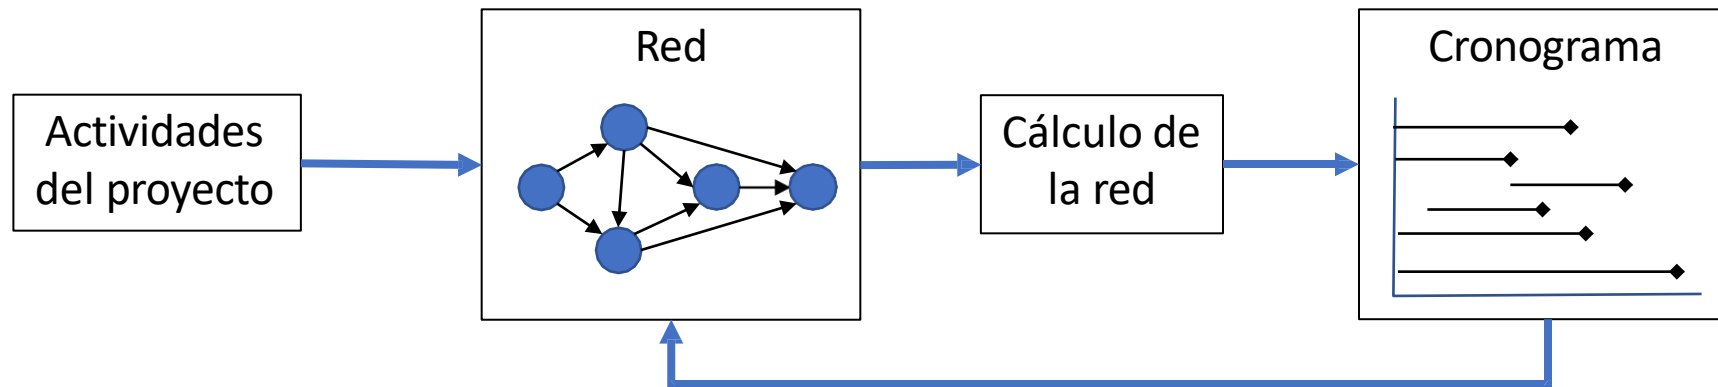 Actividades
del proyecto
Red
Cálculo de
la red
Cronograma